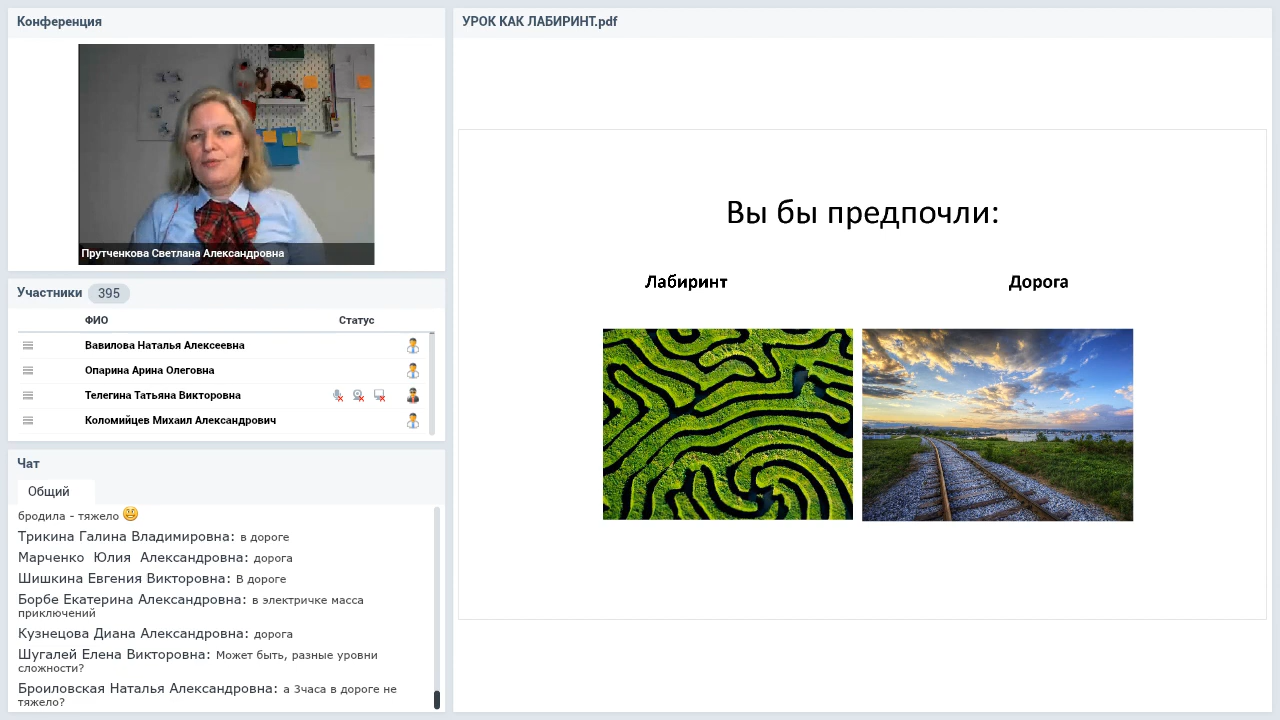 Конференция
Прутченкова Светлана Александровна
Участники 395
ФИО Статус
Вавилова Наталья Алексеевна
Опарина Арина Олеговна
Телегина Татьяна Викторовна
Коломийцев Михаил Александрович
Чат
Общий
бродила - тяжело
Трикина Галина Владимировна: в дороге
Марченко Юлия Александровна: дорога
Шишкина Евгения Викторовна: В дороге
Борбе Екатерина Александровна: в электричке масса
приключений
Кузнецова Диана Александровна: дорога
Шугалей Елена Викторовна: Может быть, разные уровни
сложности?
Броиловская Наталья Александровна: а 3часа в дороге не
тяжело?
УРОК КАК ЛАБИРИНТ.pdf
Вы бы предпочли:
Лабиринт Дорога